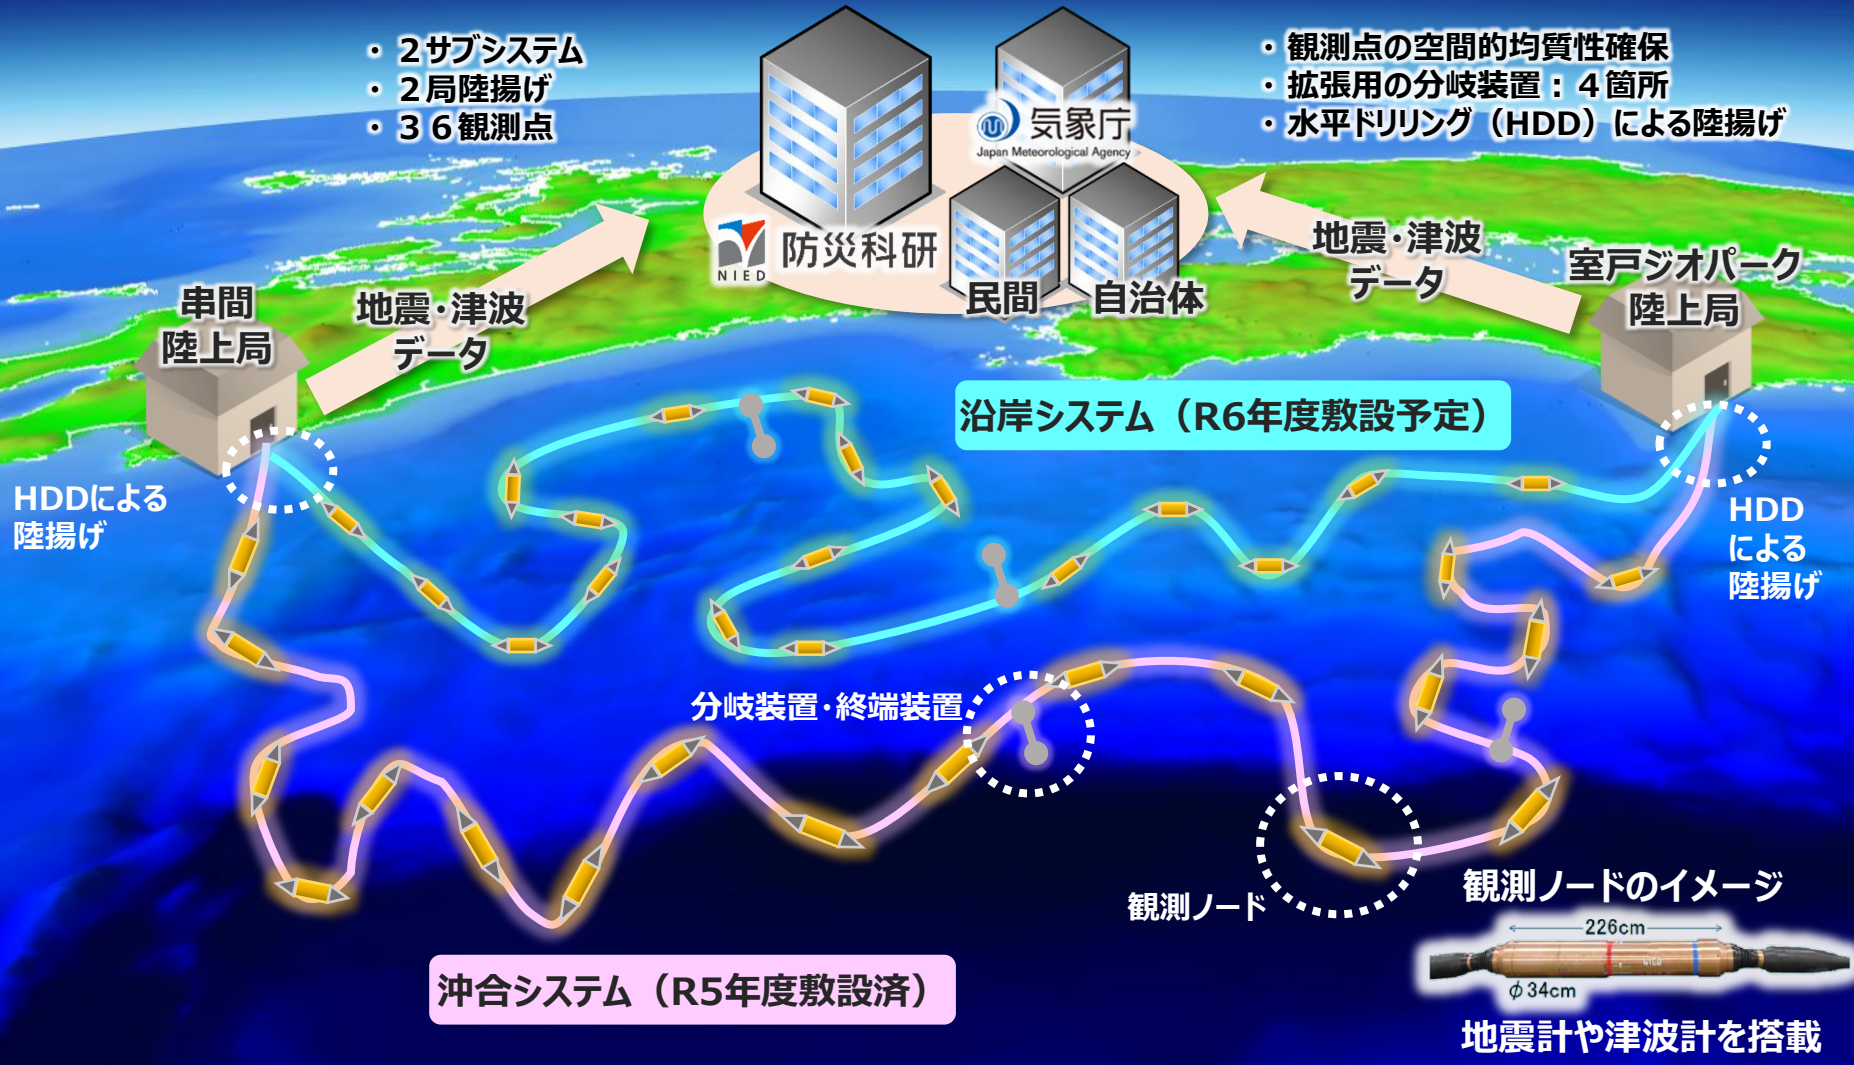 ・２サブシステム
・２局陸揚げ
・３６観測点
・観測点の空間的均質性確保
・拡張用の分岐装置：４箇所
・水平ドリリング（HDD）による陸揚げ
気象庁
Japan Meteorological Agency
NIED
防災科研
民間
自治体
地震・津波
データ
地震・津波
データ
串間
陸上局
室戸ジオパーク
陸上局
沿岸システム（R6年度敷設予定）
HDDによる
陸揚げ
HDD
による
陸揚げ
分岐装置・終端装置
観測ノード
沖合システム（R5年度敷設済）
観測ノードのイメージ
226cm
NIED
φ34cm
地震計や津波計を搭載